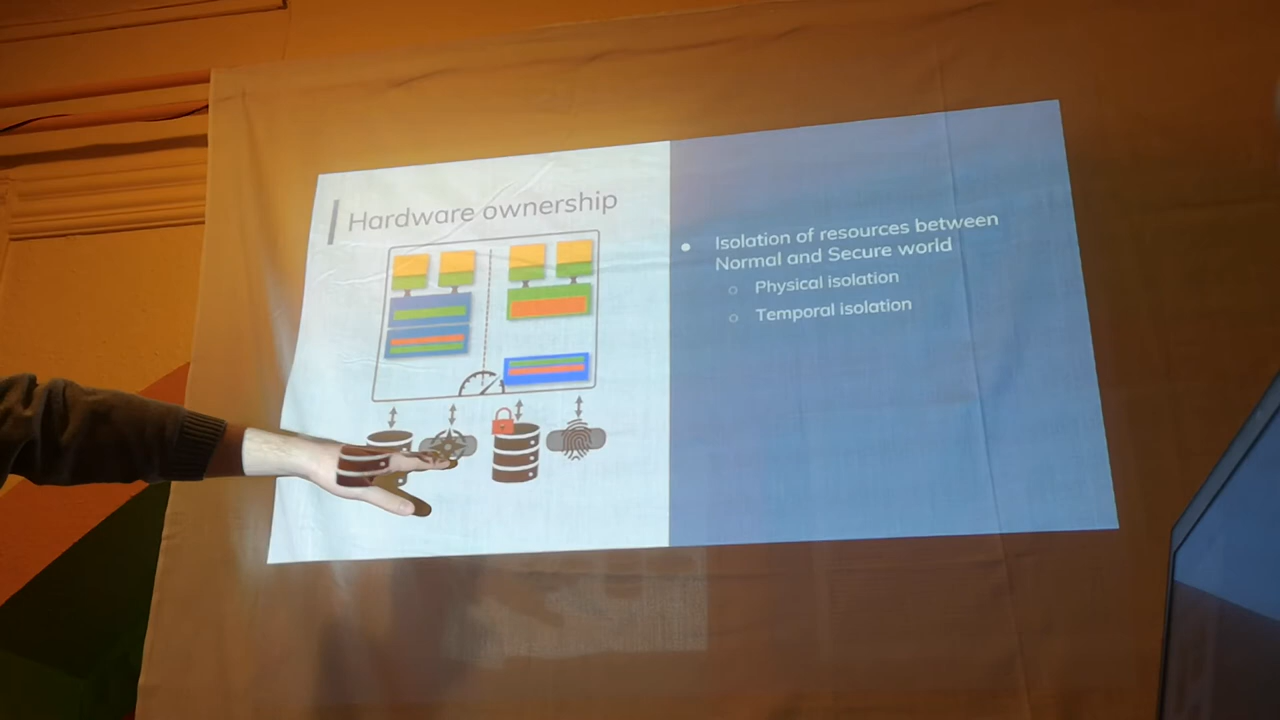 Hardware ownership
● Isolation of resources between
Normal and Secure world
○ Physical isolation
○ Temporal isolation